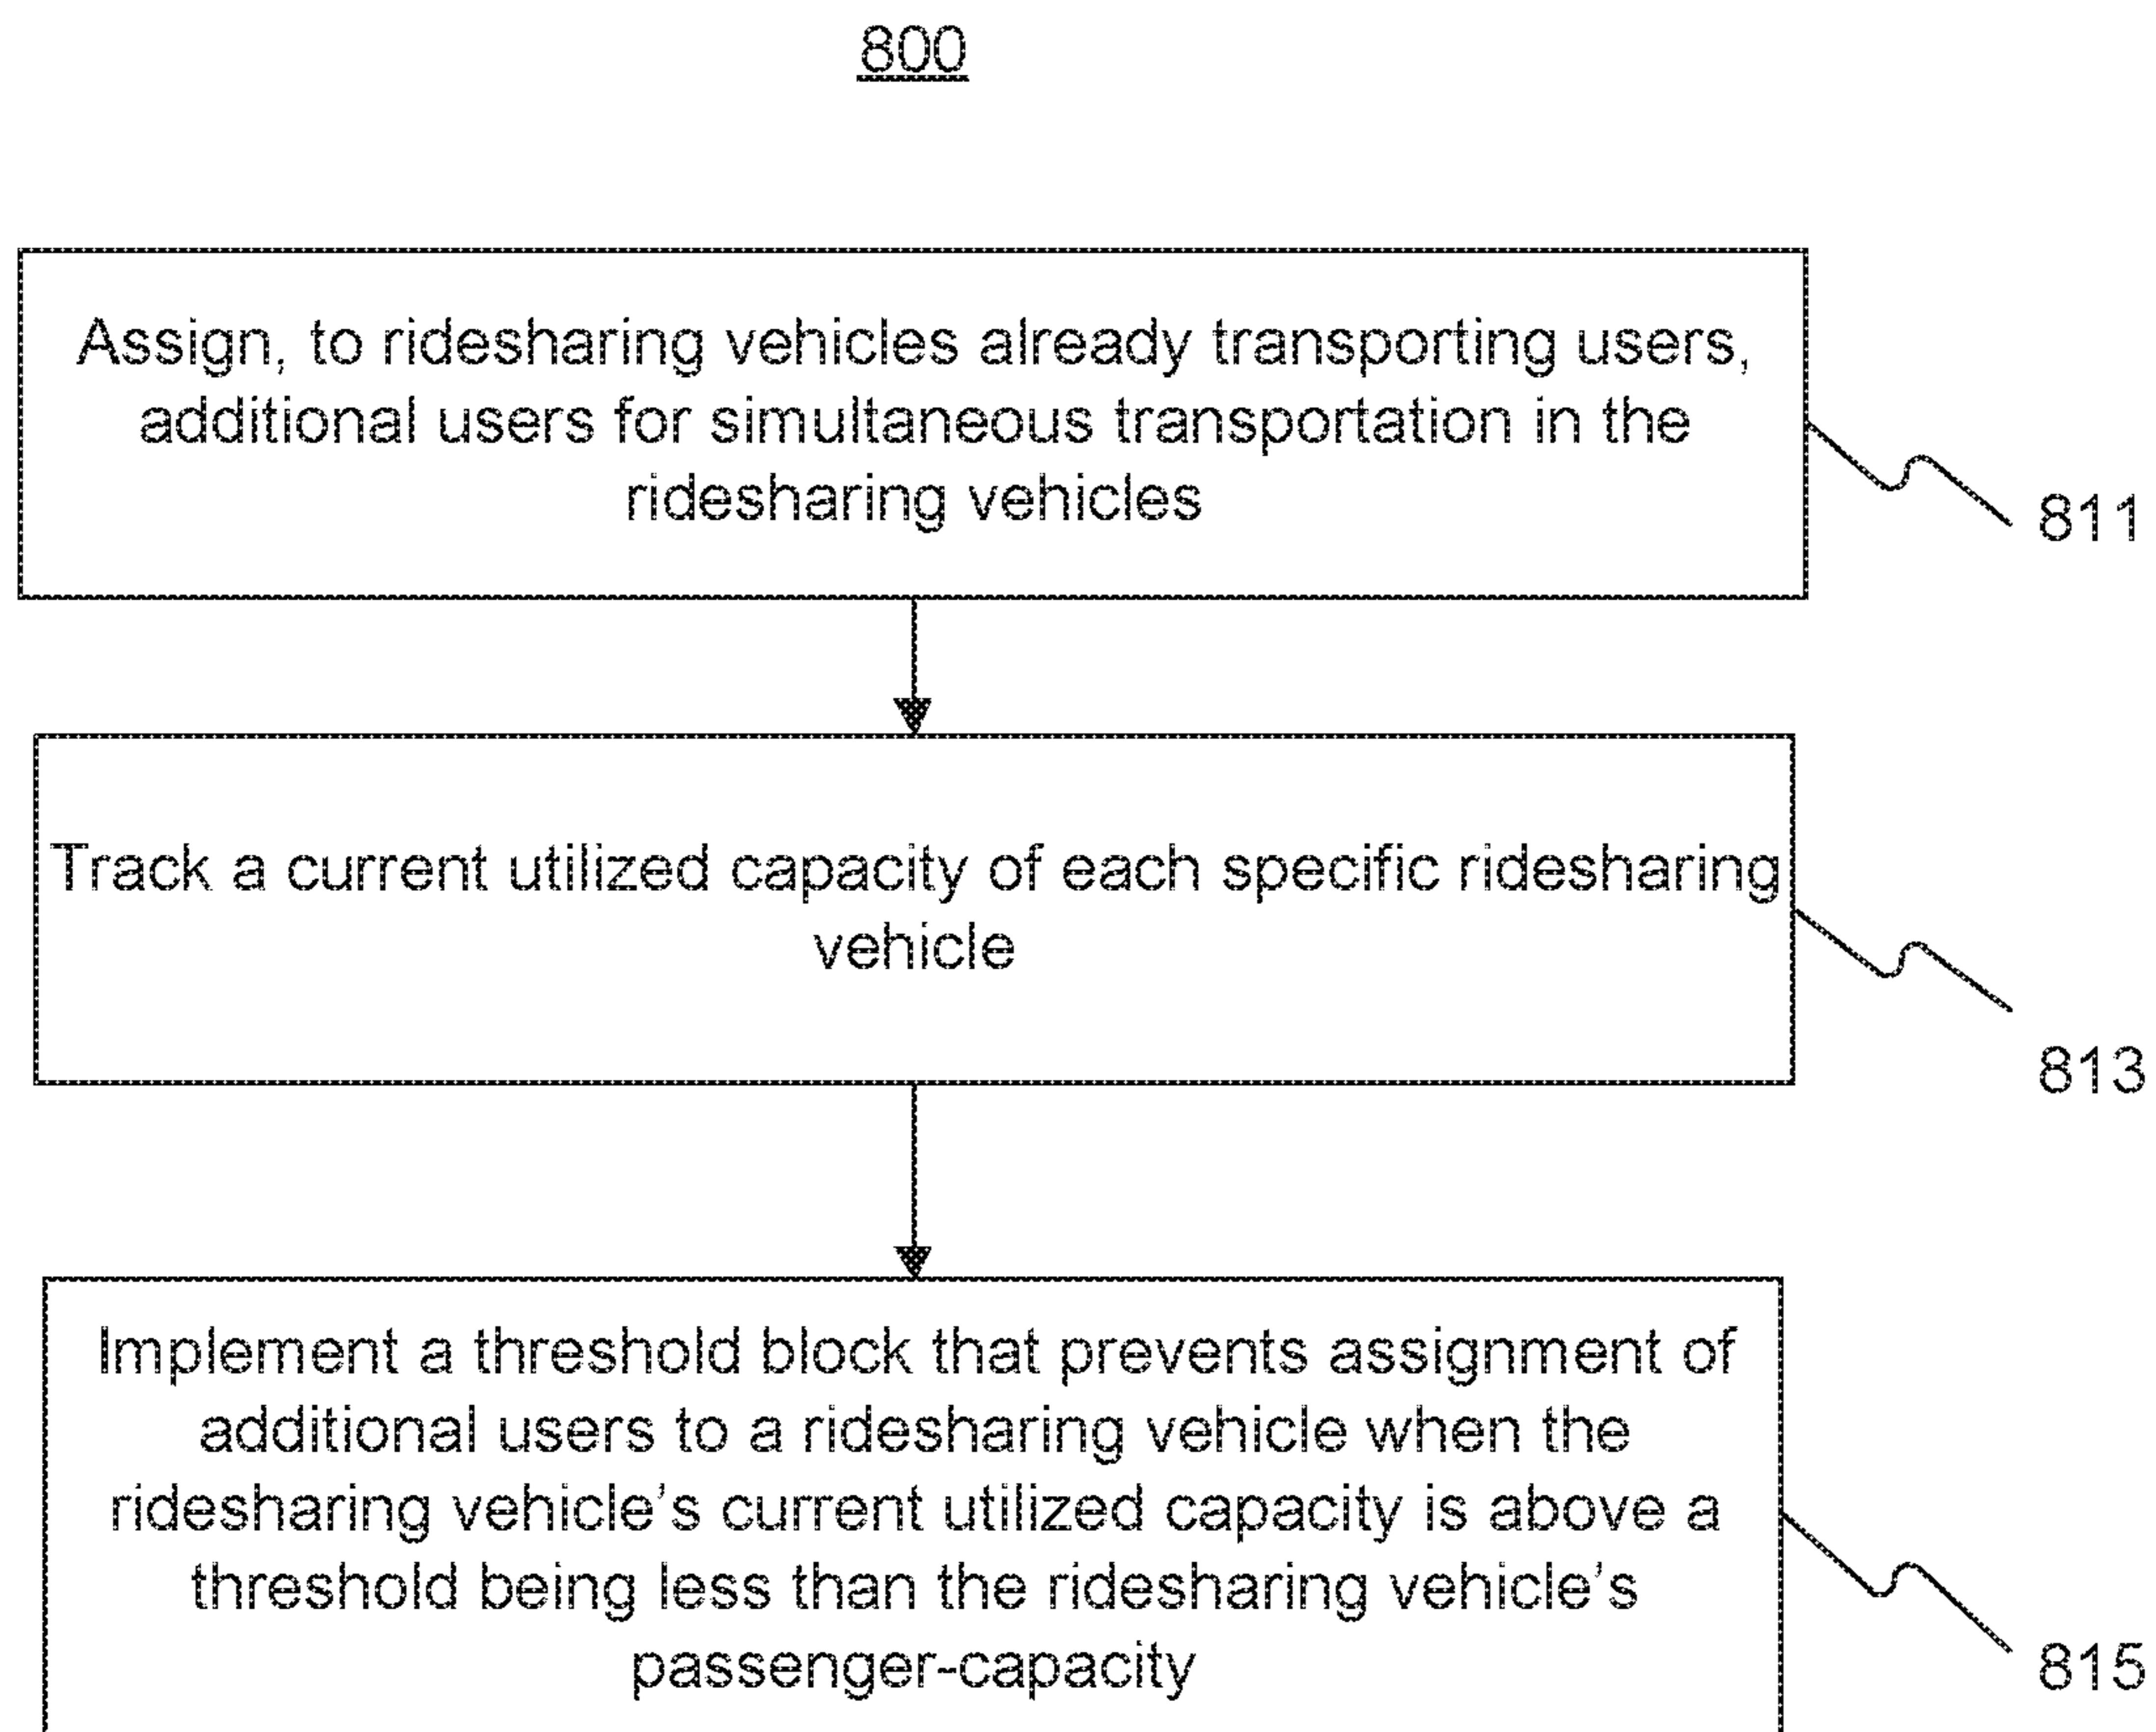 800
Assign, to ridesharing vehicles already transporting users,
additional users for simultaneous transportation in the
ridesharing vehicles
811
Track a current utilized capacity of each specific ridesharing
vehicle
813
Implement a threshold block that prevents assignment of
additional users to a ridesharing vehicle when the
ridesharing vehicle's current utilized capacity is above a
threshold being less than the ridesharing vehicle's
passenger-capacity
815